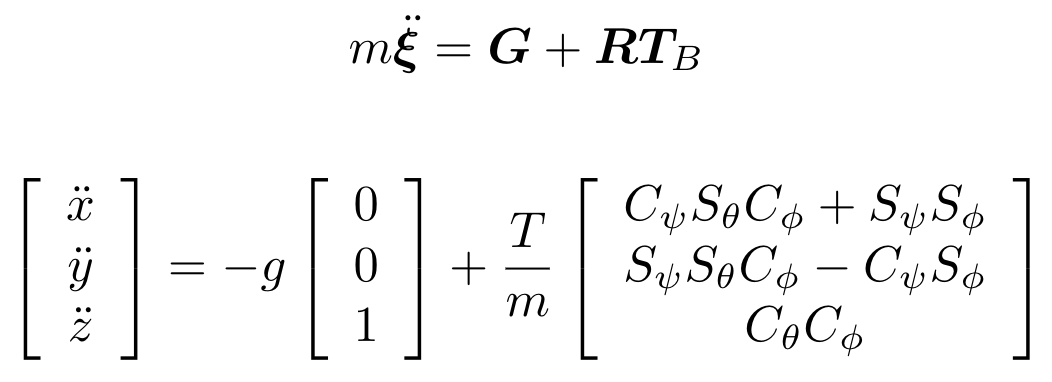 $m\ddot{\boldsymbol{\xi}} = \boldsymbol{G} + \boldsymbol{R}\boldsymbol{T}_B$
$\begin{bmatrix} \ddot{x} \\ \ddot{y} \\ \ddot{z} \end{bmatrix} = -g \begin{bmatrix} 0 \\ 0 \\ 1 \end{bmatrix} + \frac{T}{m} \begin{bmatrix} C_\psi S_\theta C_\phi + S_\psi S_\phi \\ S_\psi S_\theta C_\phi - C_\psi S_\phi \\ C_\theta C_\phi \end{bmatrix}$